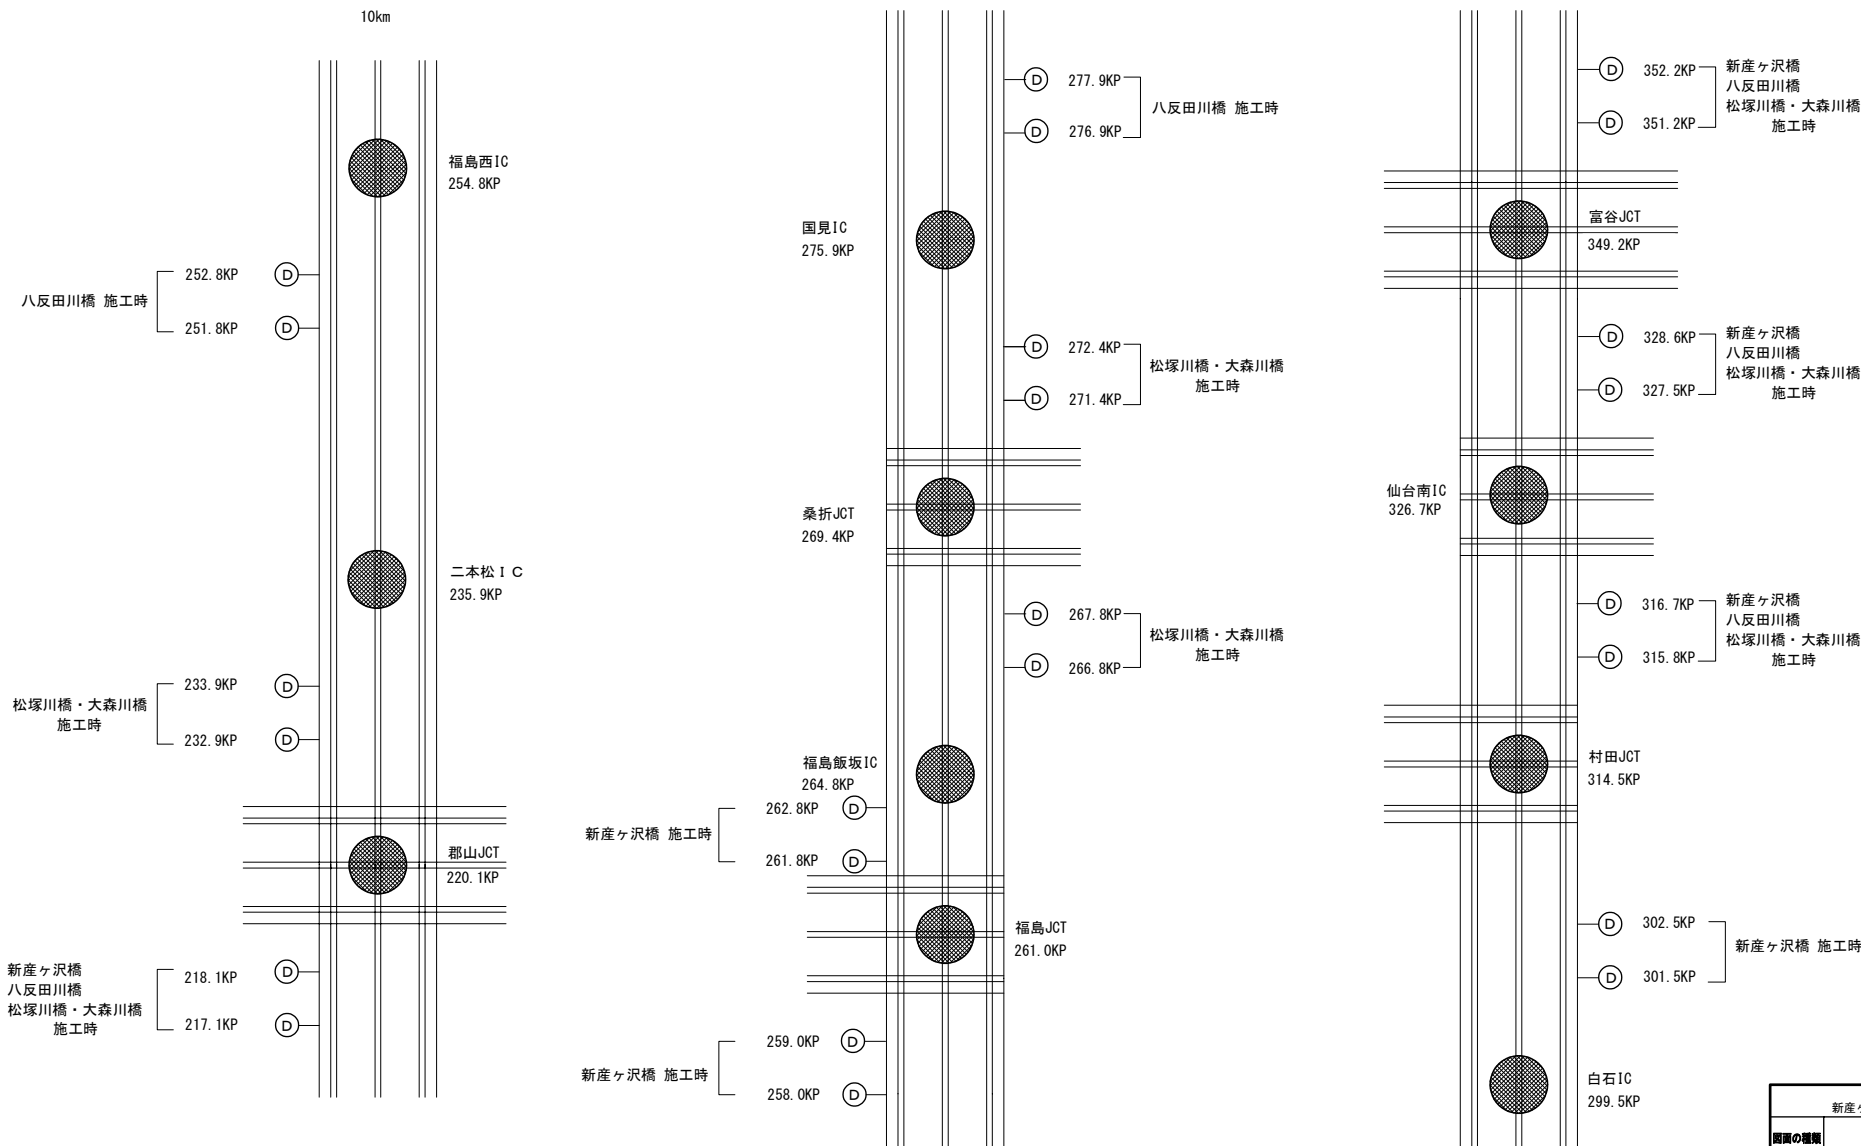 10km
福島西IC
254.8KP
252.8KP
D
八反田川橋 施工時
251.8KP
D
二本松ＩＣ
235.9KP
233.9KP
D
松塚川橋・大森川橋
施工時
232.9KP
D
郡山JCT
220.1KP
新産ヶ沢橋
八反田川橋
松塚川橋・大森川橋
施工時
218.1KP
D
217.1KP
D
D
277.9KP
八反田川橋 施工時
D
276.9KP
国見IC
275.9KP
D
272.4KP
松塚川橋・大森川橋
施工時
D
271.4KP
桑折JCT
269.4KP
D
267.8KP
松塚川橋・大森川橋
施工時
D
266.8KP
福島飯坂IC
264.8KP
262.8KP
D
新産ヶ沢橋 施工時
261.8KP
D
福島JCT
261.0KP
259.0KP
D
新産ヶ沢橋 施工時
258.0KP
D
D
352.2KP
D
351.2KP
新産ヶ沢橋
八反田川橋
松塚川橋・大森川橋
施工時
富谷JCT
349.2KP
D
328.6KP
D
327.5KP
新産ヶ沢橋
八反田川橋
松塚川橋・大森川橋
施工時
仙台南IC
326.7KP
D
316.7KP
D
315.8KP
新産ヶ沢橋
八反田川橋
松塚川橋・大森川橋
施工時
村田JCT
314.5KP
D
302.5KP
新産ヶ沢橋 施工時
D
301.5KP
白石IC
299.5KP
新産ヶ
図面の種類